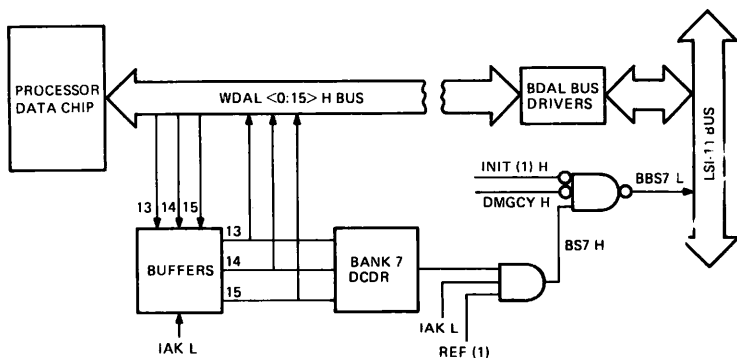 PROCESSOR
DATA CHIP
WDAL <0:15> H BUS
BDAL BUS
DRIVERS
LSI-11 BUS
INIT (1) H
DMGCY H
BBS7 L
13 14 15
13
14
15
BUFFERS
BANK 7
DCDR
BS7 H
IAK L
IAK L
REF (1)